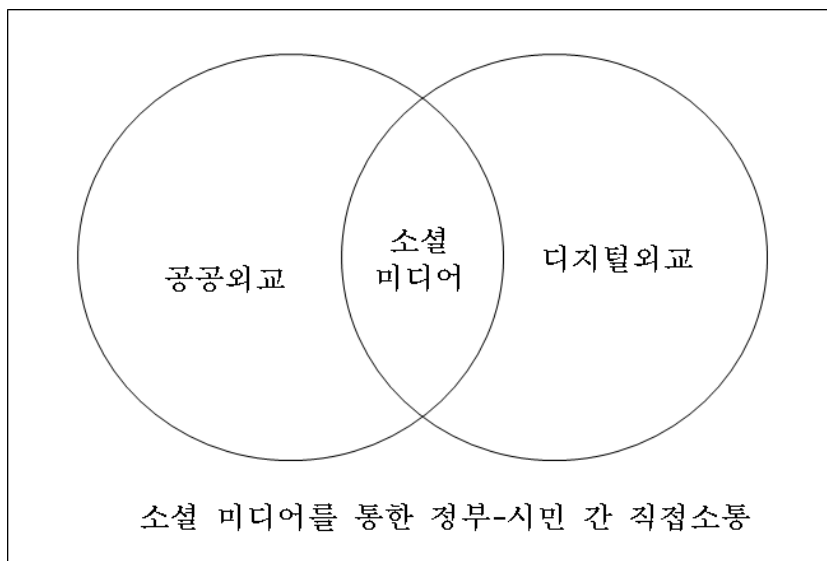 소셜
미디어
공공외교
디지털외교
소셜 미디어를 통한 정부-시민 간 직접소통